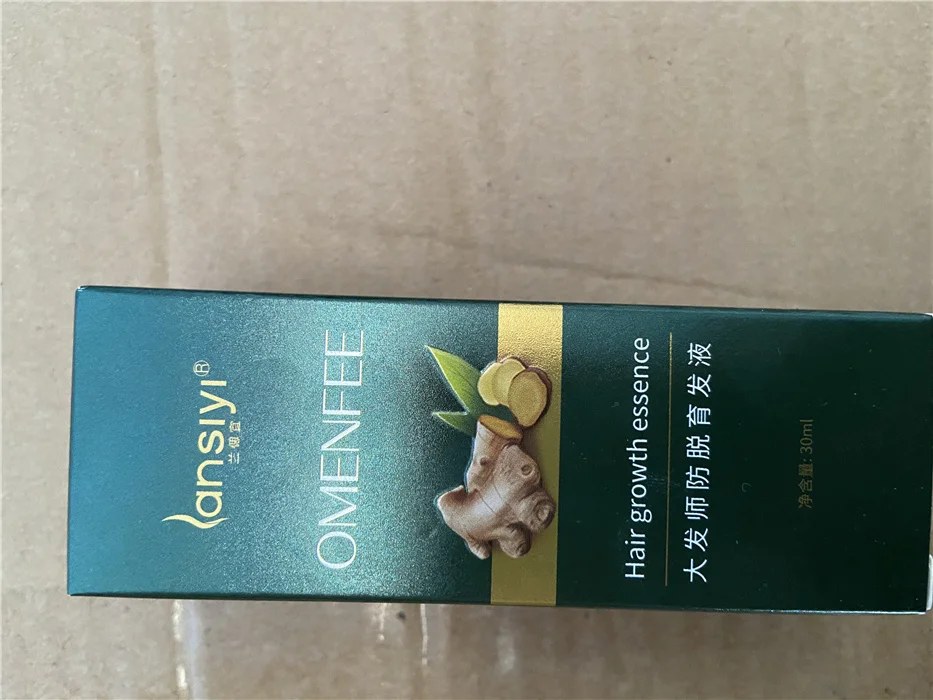 lansiyi®
兰偲宜
OMENFEE
Hair growth essence
大发师防脱育发液
净含量:30ml